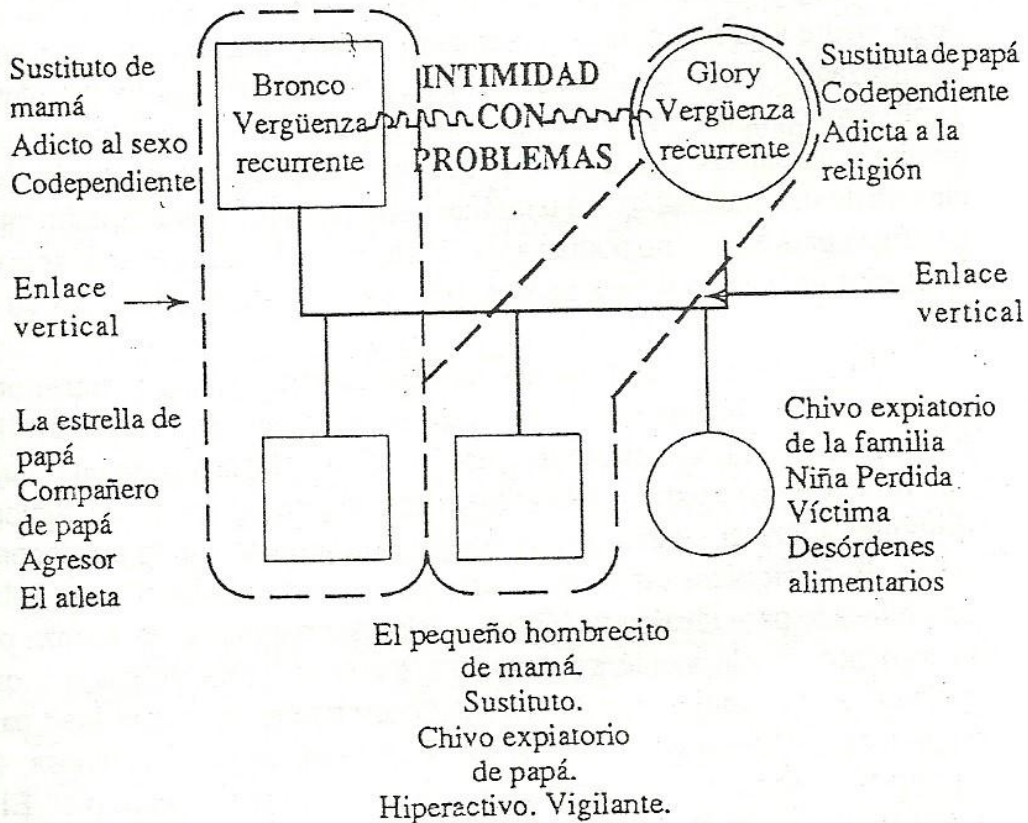 Sustituto de
mamá
Adicto al sexo
Codependiente
Bronco
Vergüenza
recurrente
INTIMIDAD
CON
PROBLEMAS
Glory
Vergüenza
recurrente
Sustituta de papá
Codependiente
Adicta a la
religión
Enlace
vertical
Enlace
vertical
La estrella de
papá
Compañero
de papá
Agresor
El atleta
Chivo expiatorio
de la familia
Niña Perdida
Víctima
Desórdenes
alimentarios
El pequeño hombrecito
de mamá.
Sustituto.
Chivo expiatorio
de papá.
Hiperactivo. Vigilante.